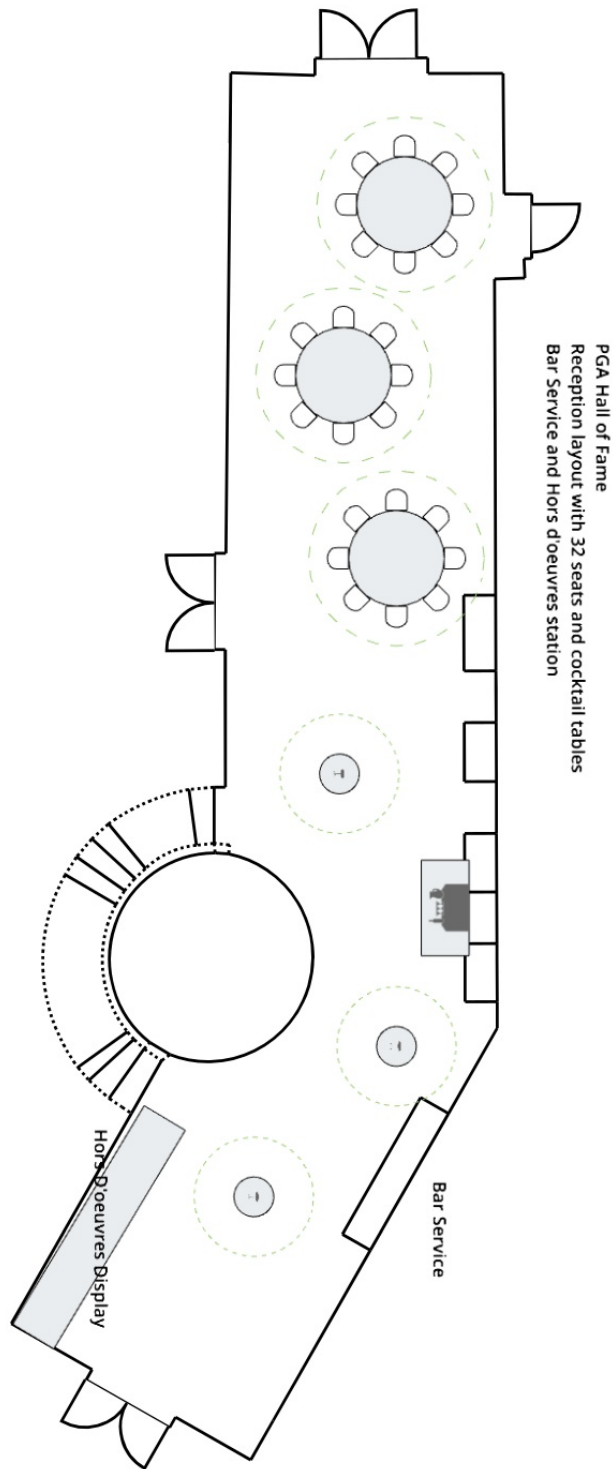 PGA Hall of Fame
Reception layout with 32 seats and cocktail tables
Bar Service and Hors d'oeuvres station
Bar Service
Hors D'oeuvres Display